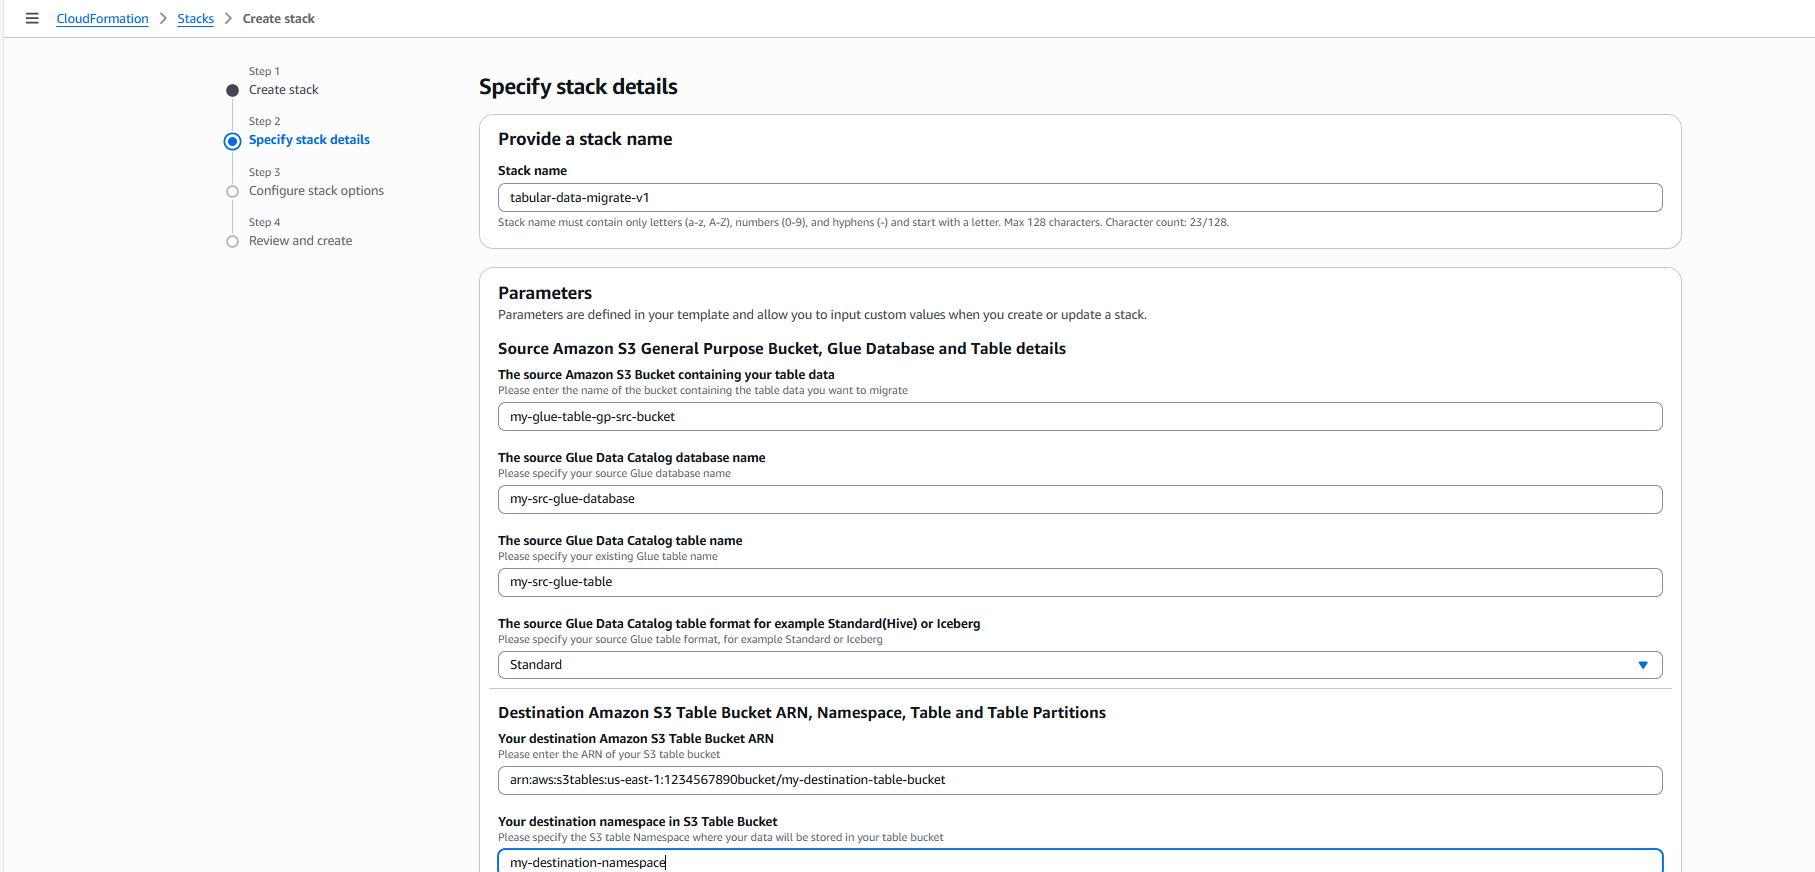 CloudFormation > Stacks > Create stack
Step 1
Create stack
Step 2
Specify stack details
Step 3
Configure stack options
Step 4
Review and create
Specify stack details
Provide a stack name
Stack name
tabular-data-migrate-v1
Stack name must contain only letters (a-z, A-Z), numbers (0-9), and hyphens (-) and start with a letter. Max 128 characters. Character count: 23/128.
Parameters
Parameters are defined in your template and allow you to input custom values when you create or update a stack.
Source Amazon S3 General Purpose Bucket, Glue Database and Table details
The source Amazon S3 Bucket containing your table data
Please enter the name of the bucket containing the table data you want to migrate
my-glue-table-gp-src-bucket
The source Glue Data Catalog database name
Please specify your source Glue database name
my-src-glue-database
The source Glue Data Catalog table name
Please specify your existing Glue table name
my-src-glue-table
The source Glue Data Catalog table format for example Standard(Hive) or Iceberg
Please specify your source Glue table format, for example Standard or Iceberg
Standard
Destination Amazon S3 Table Bucket ARN, Namespace, Table and Table Partitions
Your destination Amazon S3 Table Bucket ARN
Please enter the ARN of your S3 table bucket
arn:aws:s3tables:us-east-1:1234567890bucket/my-destination-table-bucket
Your destination namespace in S3 Table Bucket
Please specify the S3 table Namespace where your data will be stored in your table bucket
my-destination-namespace